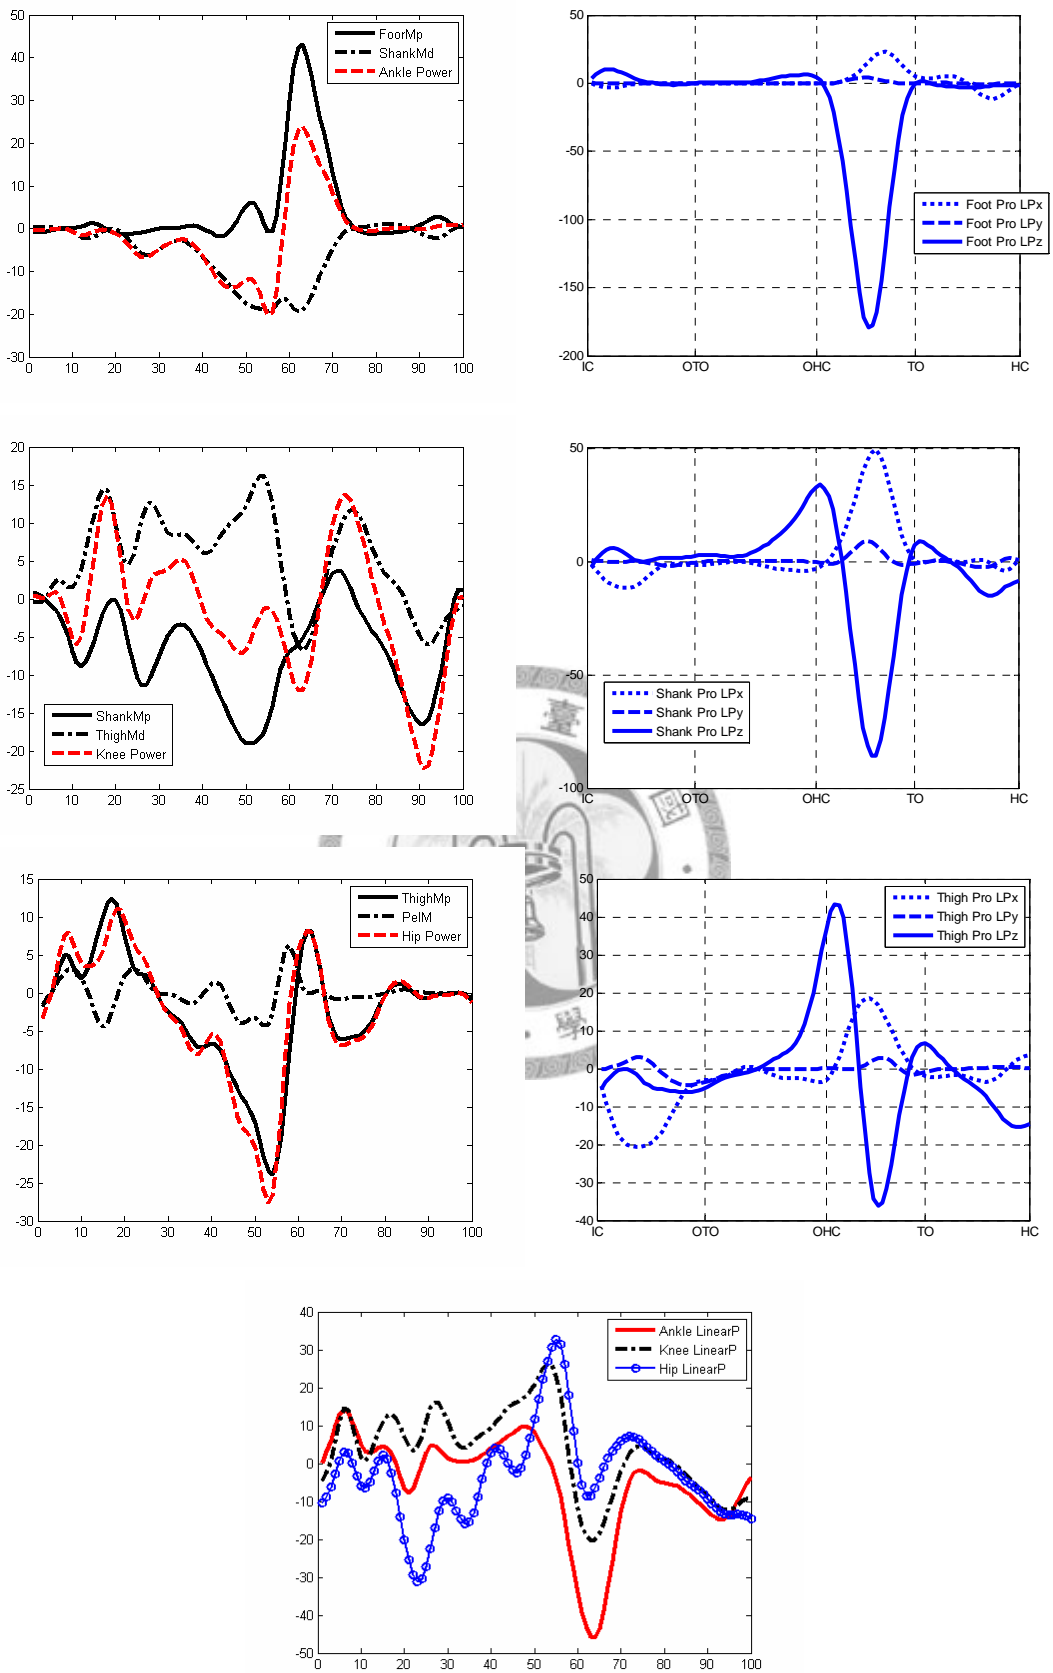 50
40
30
20
10
0
-10
-20
-30
0 10 20 30 40 50 60 70 80 90 100
FoorMp
ShankMd
Ankle Power
50
0
-50
-100
-150
-200
IC OTO OHC TO HC
Foot Pro LPx
Foot Pro LPy
Foot Pro LPz
20
15
10
5
0
-5
-10
-15
-20
-25
0 10 20 30 40 50 60 70 80 90 100
ShankMp
ThighMd
Knee Power
50
0
-50
-100
IC OTO OHC TO HC
Shank Pro LPx
Shank Pro LPy
Shank Pro LPz
臺
學
15
10
5
0
-5
-10
-15
-20
-25
-30
0 10 20 30 40 50 60 70 80 90 100
ThighMp
PelM
Hip Power
50
40
30
20
10
0
-10
-20
-30
-40
IC OTO OHC TO HC
Thigh Pro LPx
Thigh Pro LPy
Thigh Pro LPz
40
30
20
10
0
-10
-20
-30
-40
-50
0 10 20 30 40 50 60 70 80 90 100
Ankle LinearP
Knee LinearP
Hip LinearP